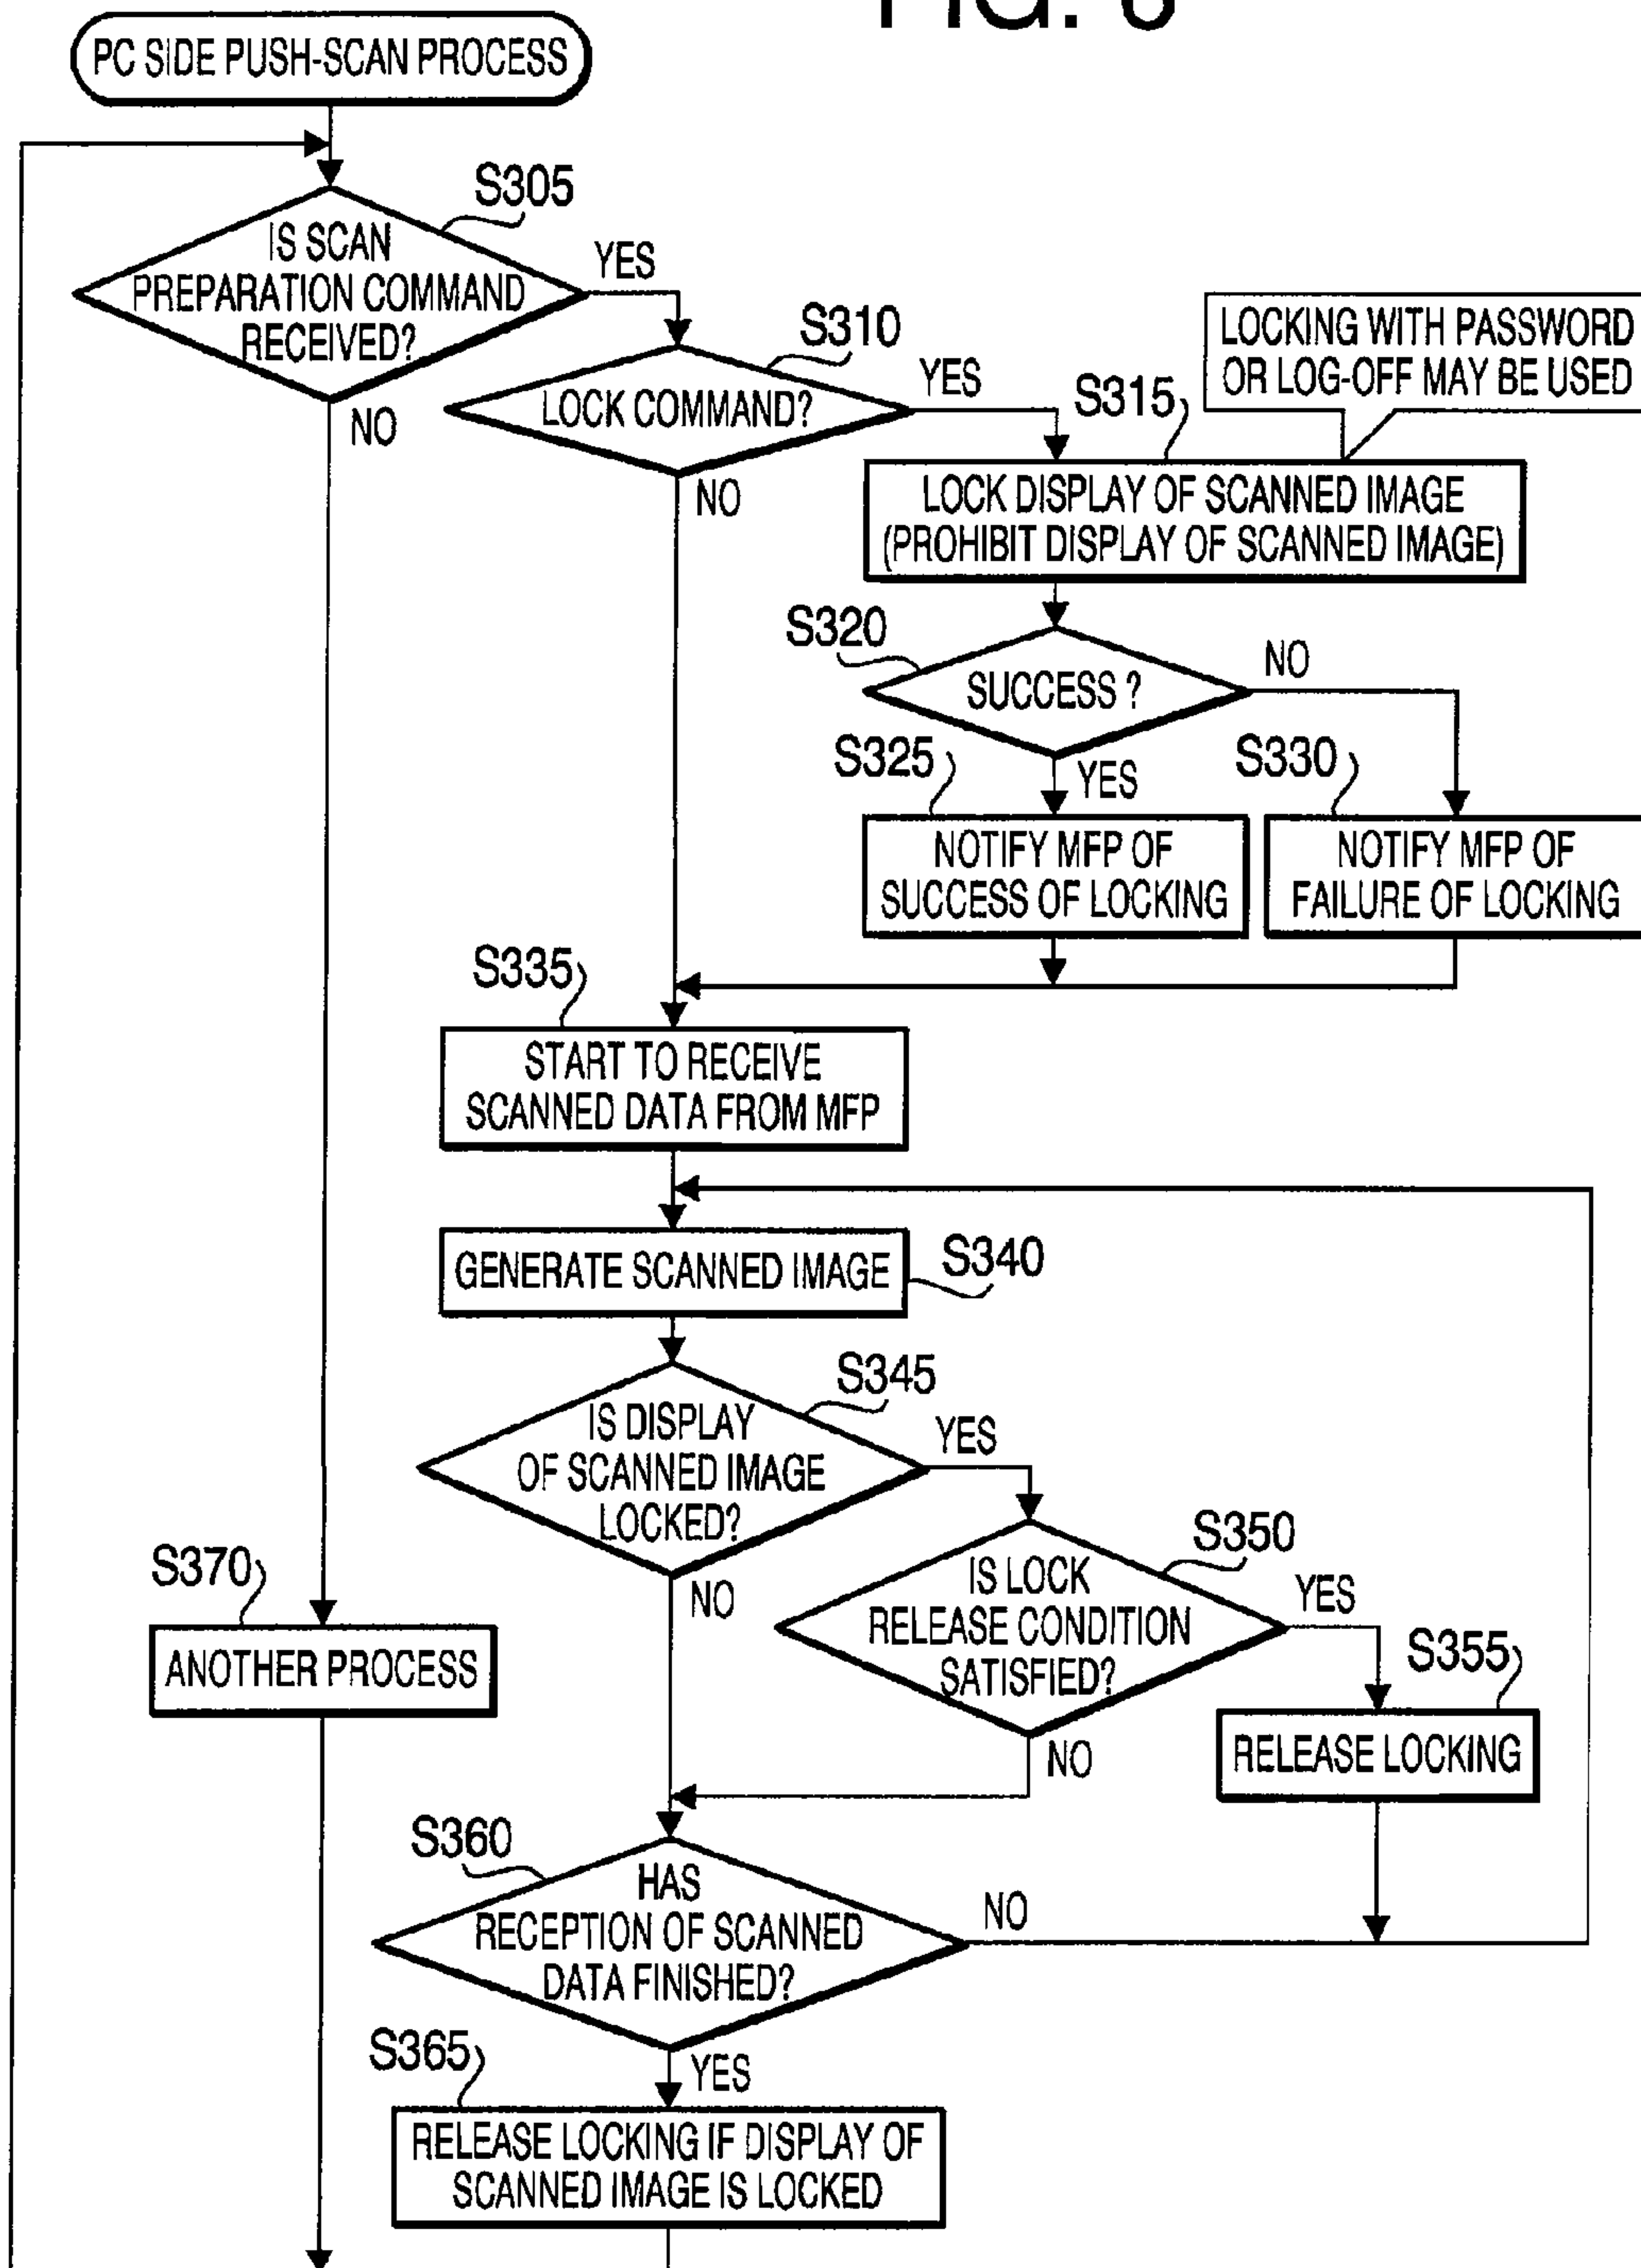 PC SIDE PUSH-SCAN PROCESS
S305
IS SCAN
PREPARATION COMMAND
RECEIVED?
YES
NO
S310
LOCK COMMAND?
YES
NO
LOCKING WITH PASSWORD
OR LOG-OFF MAY BE USED
S315
LOCK DISPLAY OF SCANNED IMAGE
(PROHIBIT DISPLAY OF SCANNED IMAGE)
S320
SUCCESS ?
NO
YES
S325
NOTIFY MFP OF
SUCCESS OF LOCKING
S330
NOTIFY MFP OF
FAILURE OF LOCKING
S335
START TO RECEIVE
SCANNED DATA FROM MFP
GENERATE SCANNED IMAGE
S340
S345
IS DISPLAY
OF SCANNED IMAGE
LOCKED?
YES
NO
S350
IS LOCK
RELEASE CONDITION
SATISFIED?
YES
NO
S355
RELEASE LOCKING
S370
ANOTHER PROCESS
S360
HAS
RECEPTION OF SCANNED
DATA FINISHED?
NO
YES
S365
RELEASE LOCKING IF DISPLAY OF
SCANNED IMAGE IS LOCKED